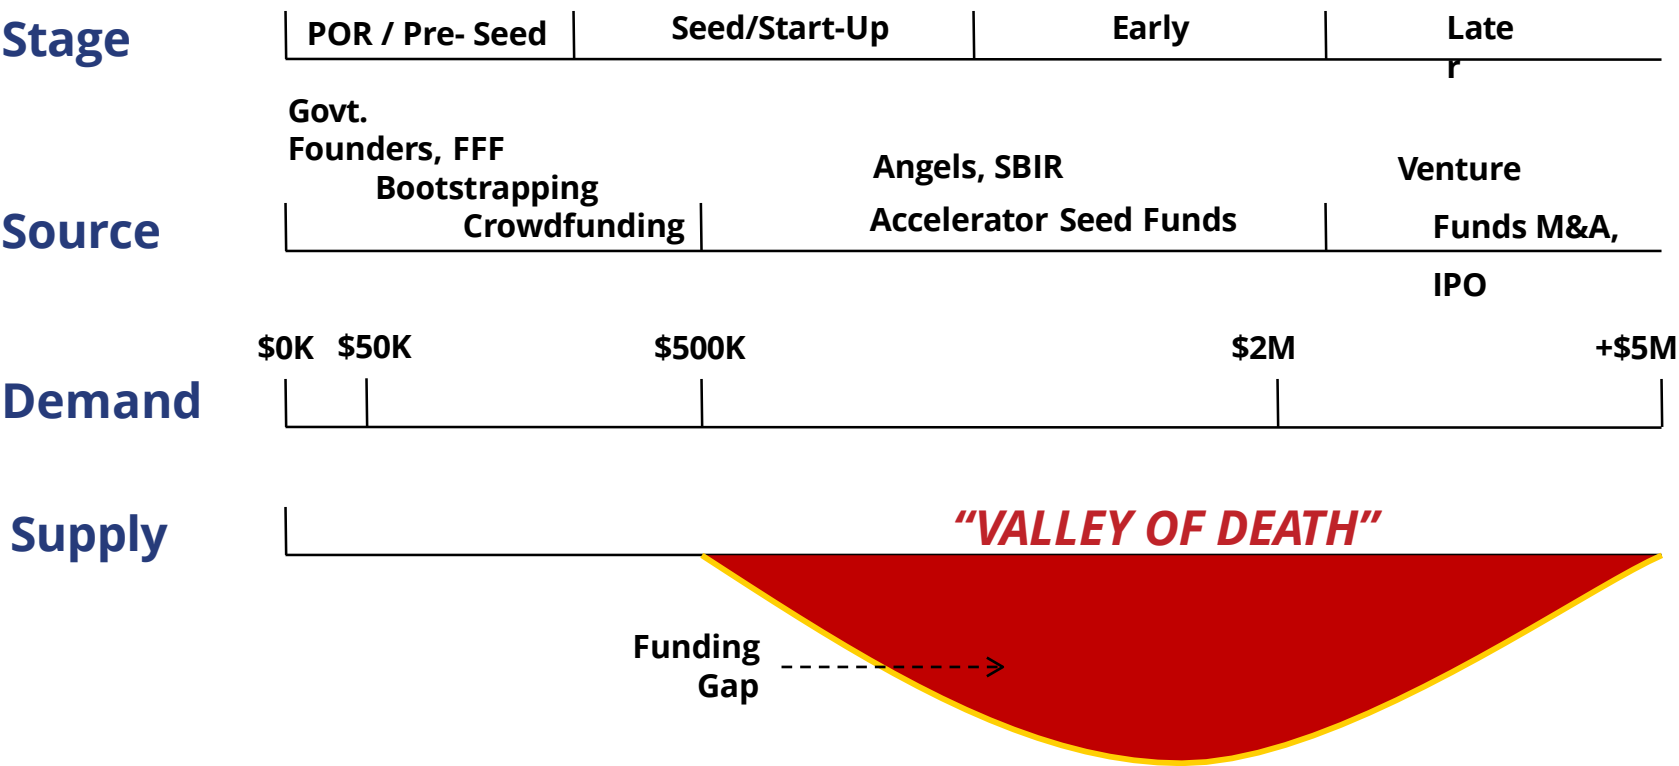 Stage
POR / Pre- Seed
Seed/Start-Up
Early
Late
r
Govt.
Founders, FFF
Bootstrapping
Crowdfunding
Source
Angels, SBIR
Accelerator Seed Funds
Venture
Funds M&A,
IPO
Demand
$0K
$50K
$500K
$2M
+$5M
Supply
“VALLEY OF DEATH”
Funding
Gap